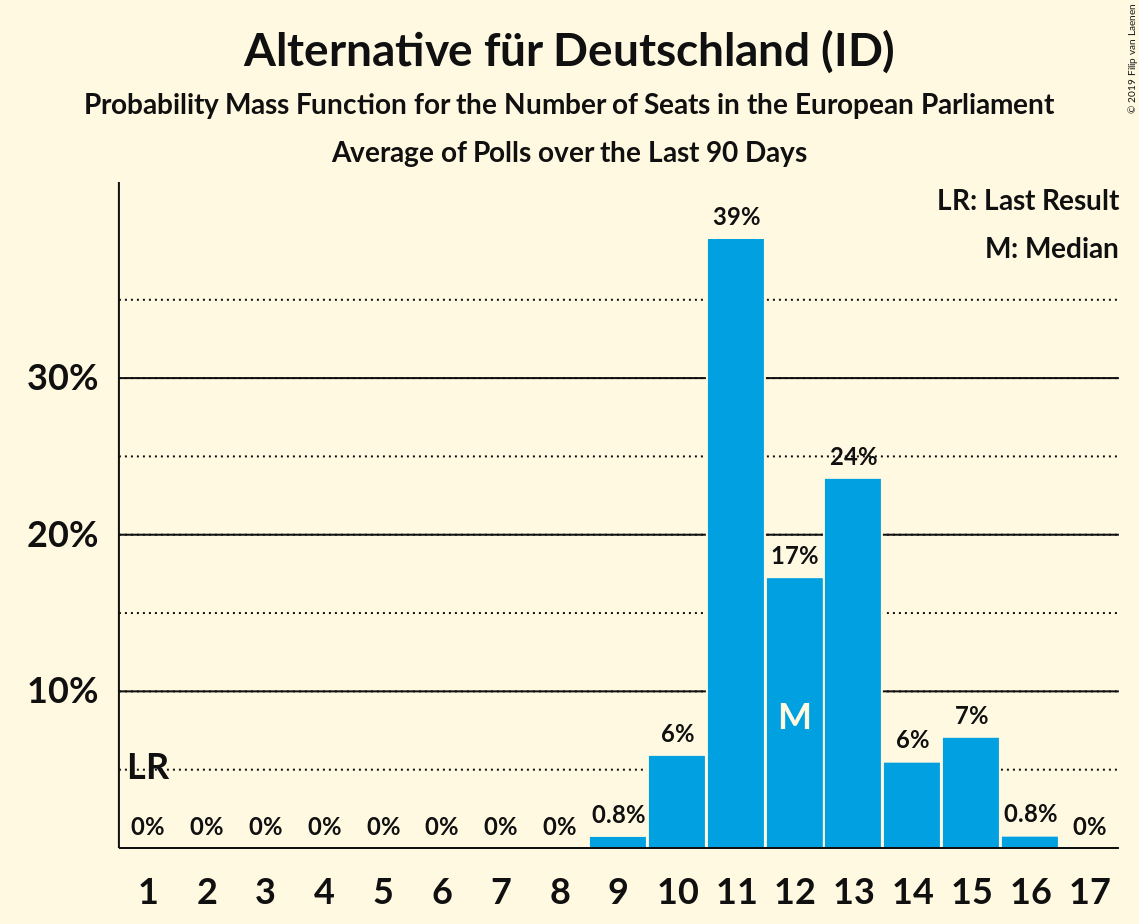 Alternative für Deutschland (ID)
Probability Mass Function for the Number of Seats in the European Parliament
Average of Polls over the Last 90 Days
© 2019 Filip van Laenen
LR: Last Result
M: Median
39%
30%
24%
20%
17%
10%
M
7%
6%
6%
LR
0% 0% 0% 0% 0% 0% 0% 0% 0.8% 0.8% 0%
1 2 3 4 5 6 7 8 9 10 11 12 13 14 15 16 17